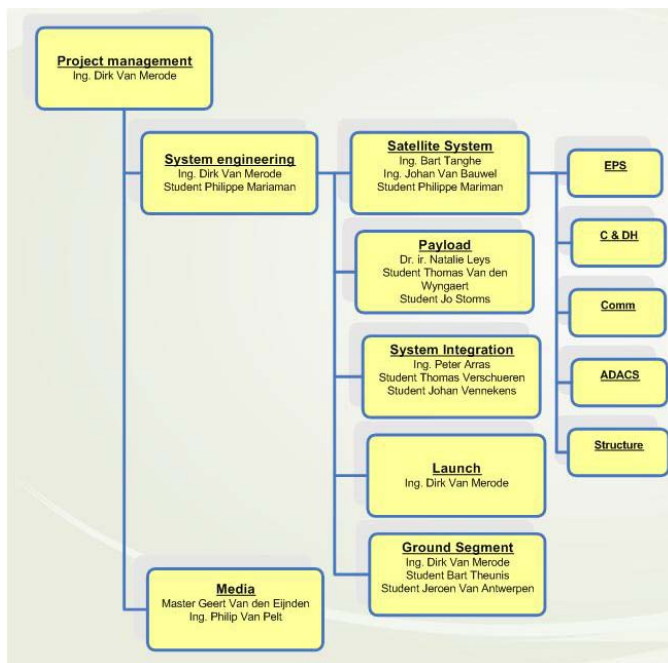 Project management
Ing. Dirk Van Merode
System engineering
Ing. Dirk Van Merode
Student Philippe Mariaman
Satellite System
Ing. Bart Tanghe
Ing. Johan Van Bauwel
Student Philippe Mariman
EPS
C & DH
Comm
ADACS
Structure
Payload
Dr. ir. Natalie Leys
Student Thomas Van den
Wyngaert
Student Jo Storms
System Integration
Ing. Peter Arras
Student Thomas Verschueren
Student Johan Vennekens
Launch
Ing. Dirk Van Merode
Ground Segment
Ing. Dirk Van Merode
Student Bart Theunis
Student Jeroen Van Antwerpen
Media
Master Geert Van den Eijnden
Ing. Philip Van Pelt